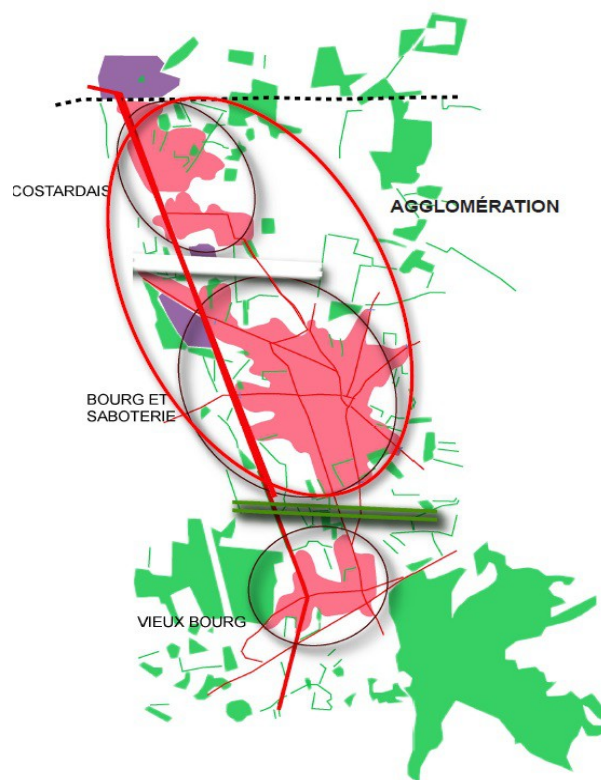 COSTARDAIS
AGGLOMÉRATION
BOURG ET
SABOTERIE
VIEUX BOURG